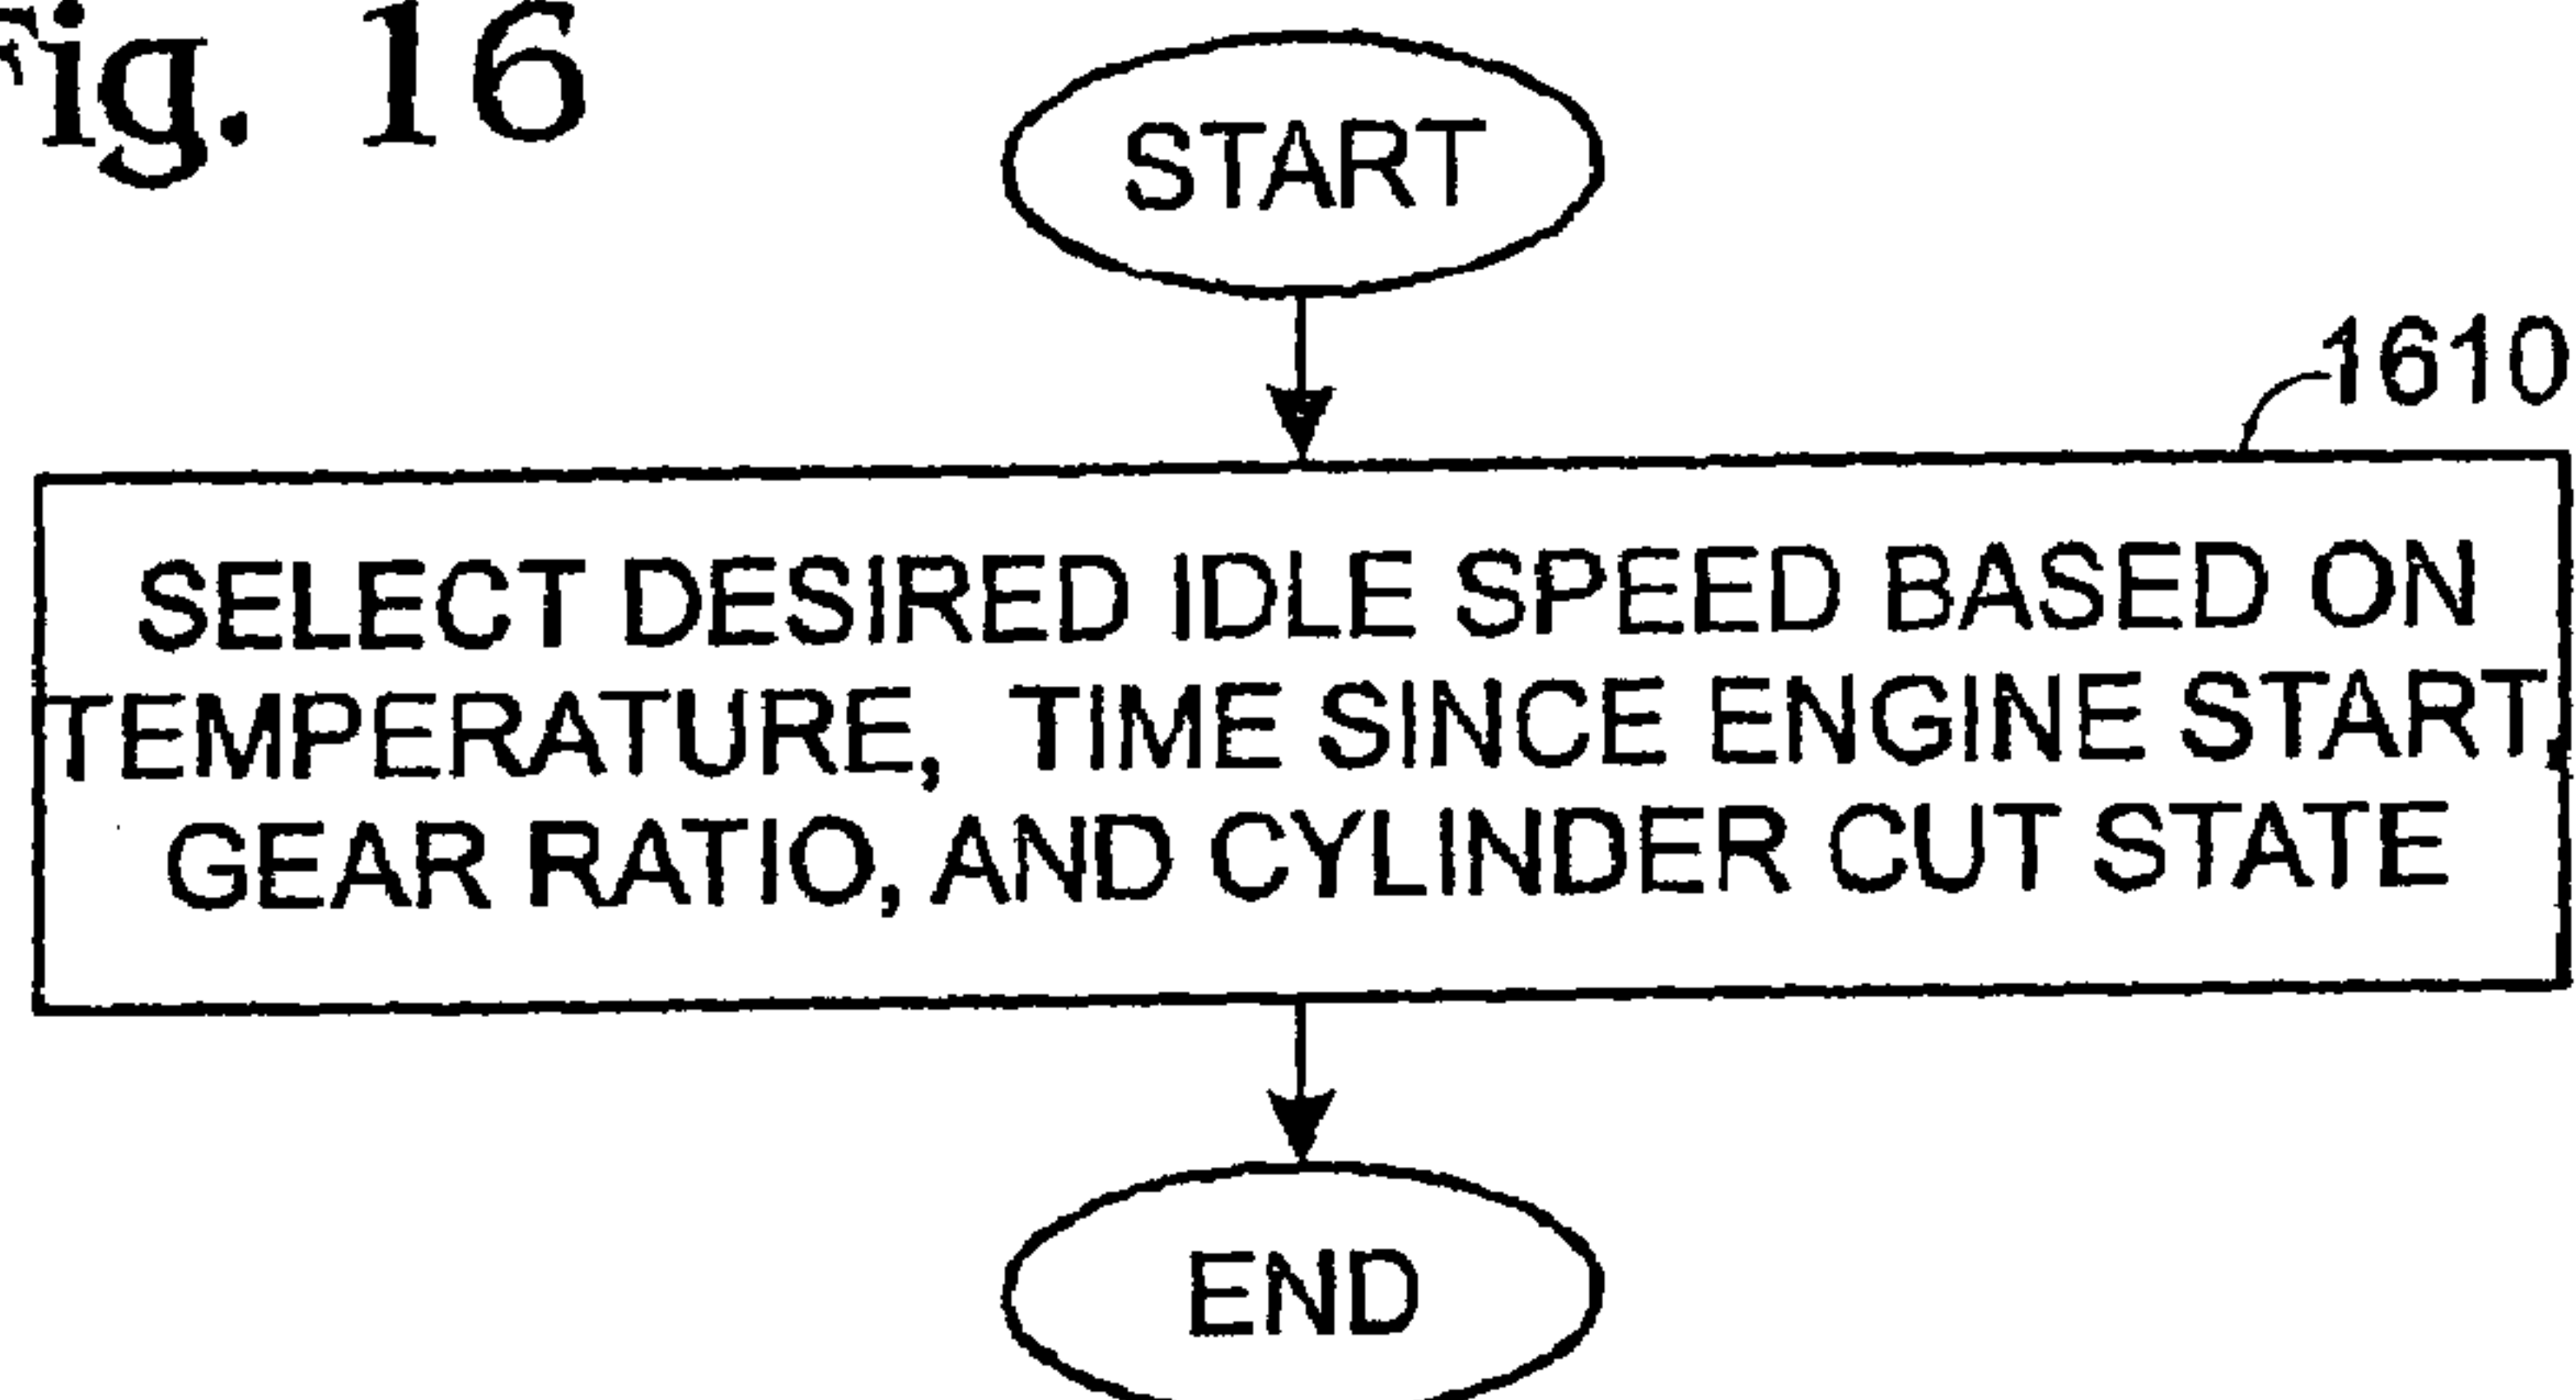 Fig. 16
START
1610
SELECT DESIRED IDLE SPEED BASED ON
TEMPERATURE, TIME SINCE ENGINE START,
GEAR RATIO, AND CYLINDER CUT STATE
END